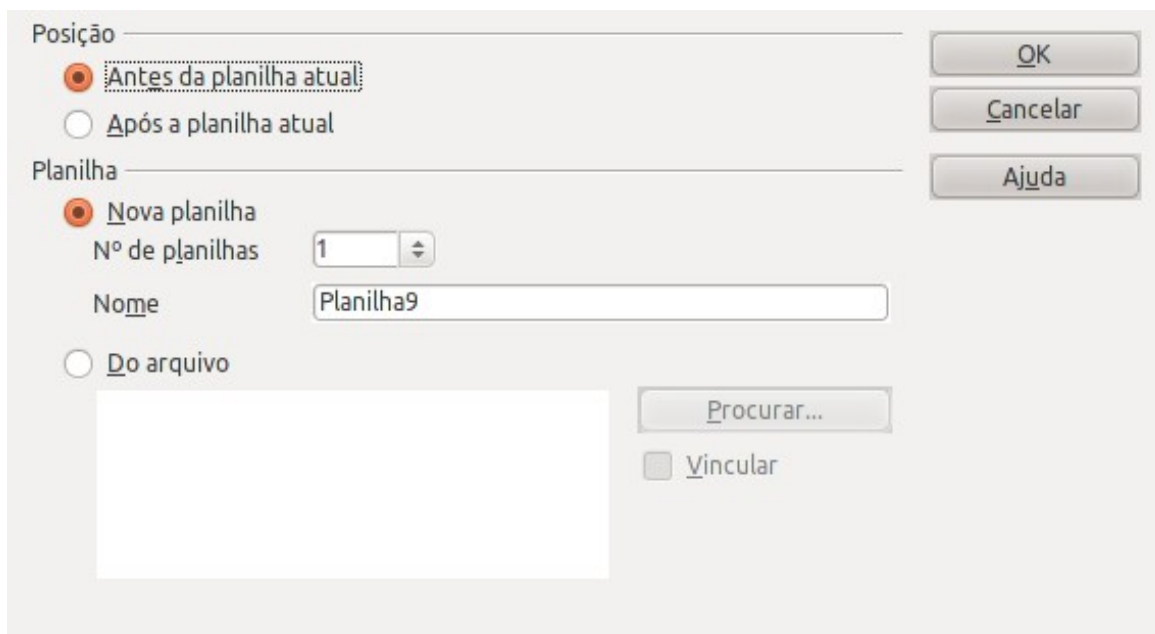 Posição
Antes da planilha atual
Após a planilha atual
Planilha
Nova planilha
Nº de planilhas 1
Nome Planilha9
Do arquivo
Procurar...
Vincular
OK
Cancelar
Ajuda